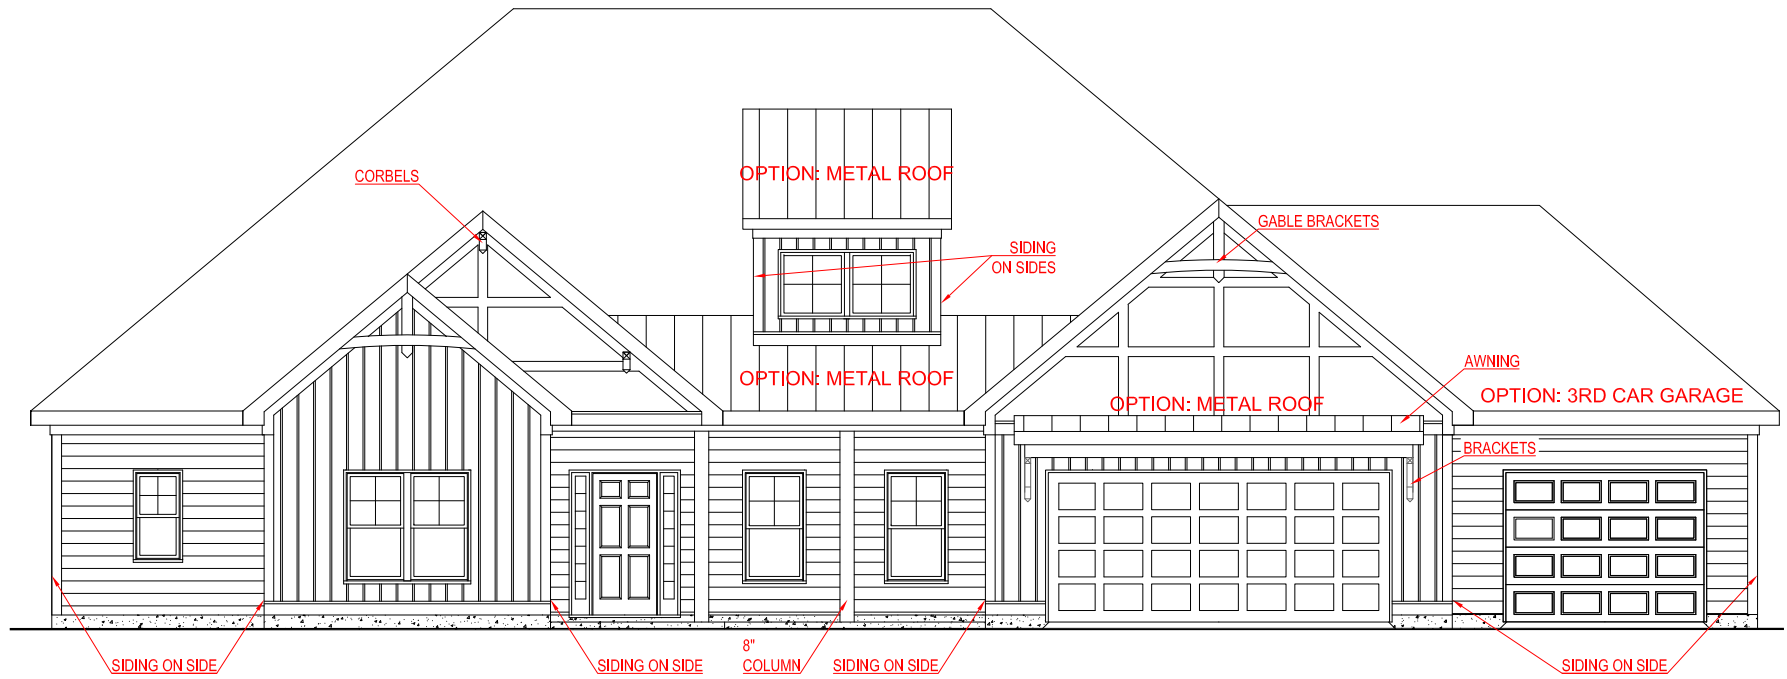 OPTION: METAL ROOF
CORBELS
GABLE BRACKETS
SIDING
ON SIDES
AWNING
OPTION: METAL ROOF
OPTION: 3RD CAR GARAGE
OPTION: METAL ROOF
BRACKETS
8"
COLUMN
SIDING ON SIDE
SIDING ON SIDE
SIDING ON SIDE
SIDING ON SIDE